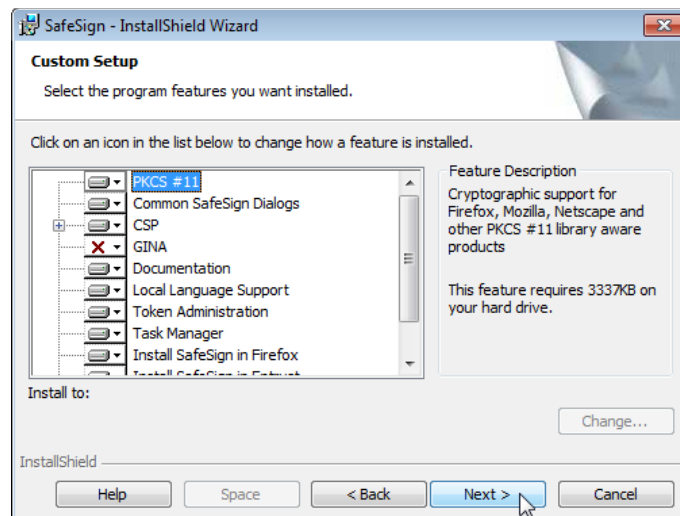 SafeSign - InstallShield Wizard
Custom Setup
Select the program features you want installed.
Click on an icon in the list below to change how a feature is installed.
PKCS #11
Common SafeSign Dialogs
CSP
GINA
Documentation
Local Language Support
Token Administration
Task Manager
Install SafeSign in Firefox
Install SafeSign in Entrust
Feature Description
Cryptographic support for
Firefox, Mozilla, Netscape and
other PKCS #11 library aware
products
This feature requires 3337KB on
your hard drive.
Install to:
Change...
InstallShield
Help
Space
< Back
Next >
Cancel